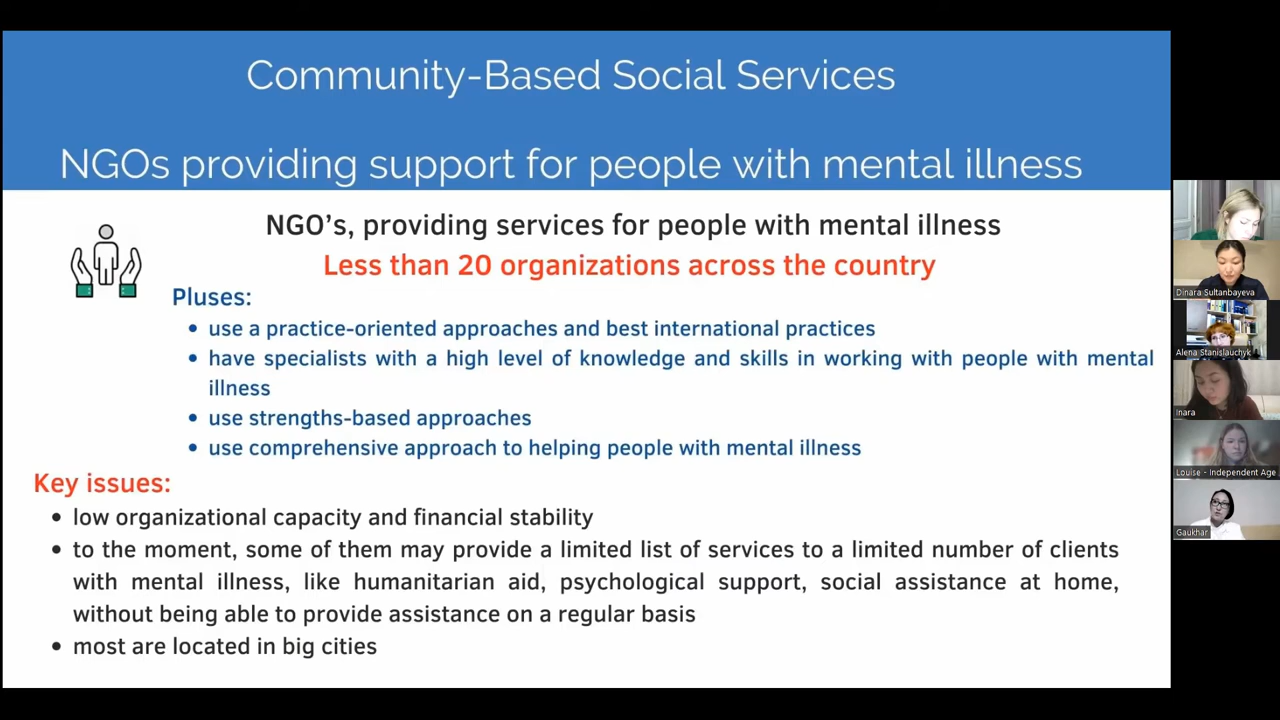 Community-Based Social Services
NGOs providing support for people with mental illness
NGO's, providing services for people with mental illness
Less than 20 organizations across the country
Pluses:
• use a practice-oriented approaches and best international practices
• have specialists with a high level of knowledge and skills in working with people with mental
illness
• use strengths-based approaches
• use comprehensive approach to helping people with mental illness
Key issues:
• low organizational capacity and financial stability
• to the moment, some of them may provide a limited list of services to a limited number of clients
with mental illness, like humanitarian aid, psychological support, social assistance at home,
without being able to provide assistance on a regular basis
• most are located in big cities
Dinara Sultanbayeva
Alena Stanislauchyk
Inara
Louise - Independent Age
Gaukhar